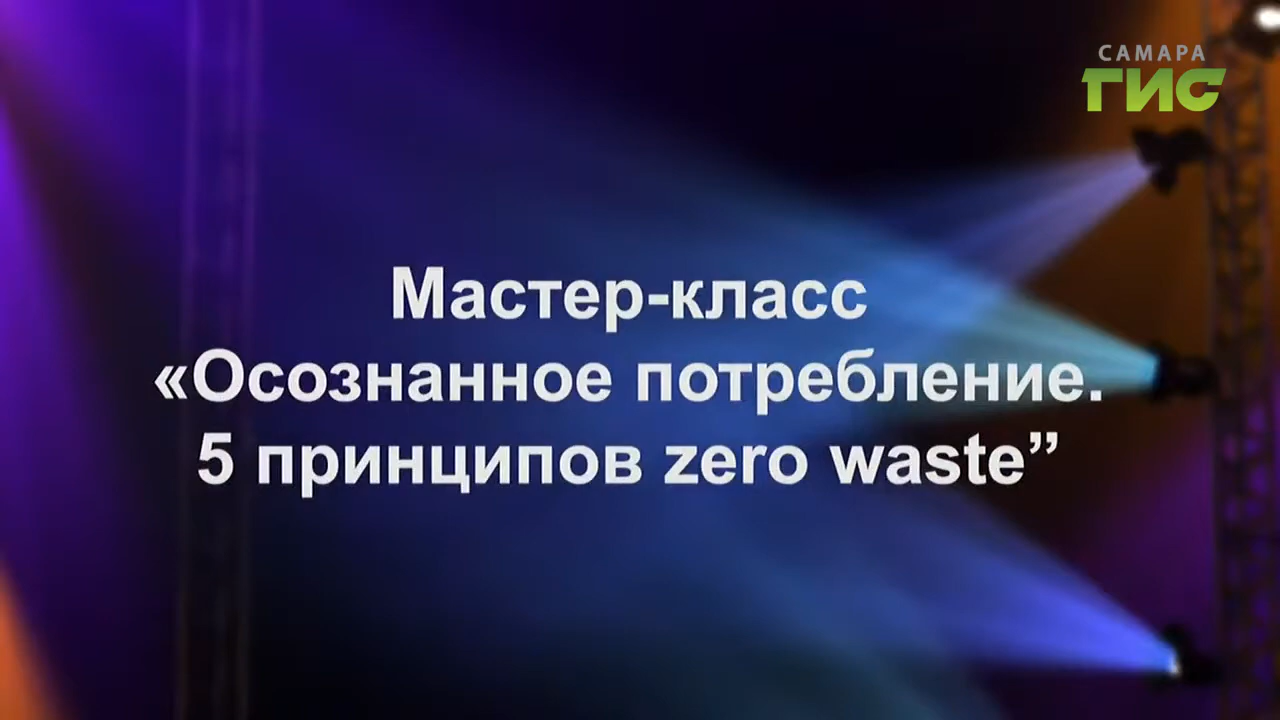 САМАРА
ГИС
Мастер-класс
«Осознанное потребление.
5 принципов zero waste”